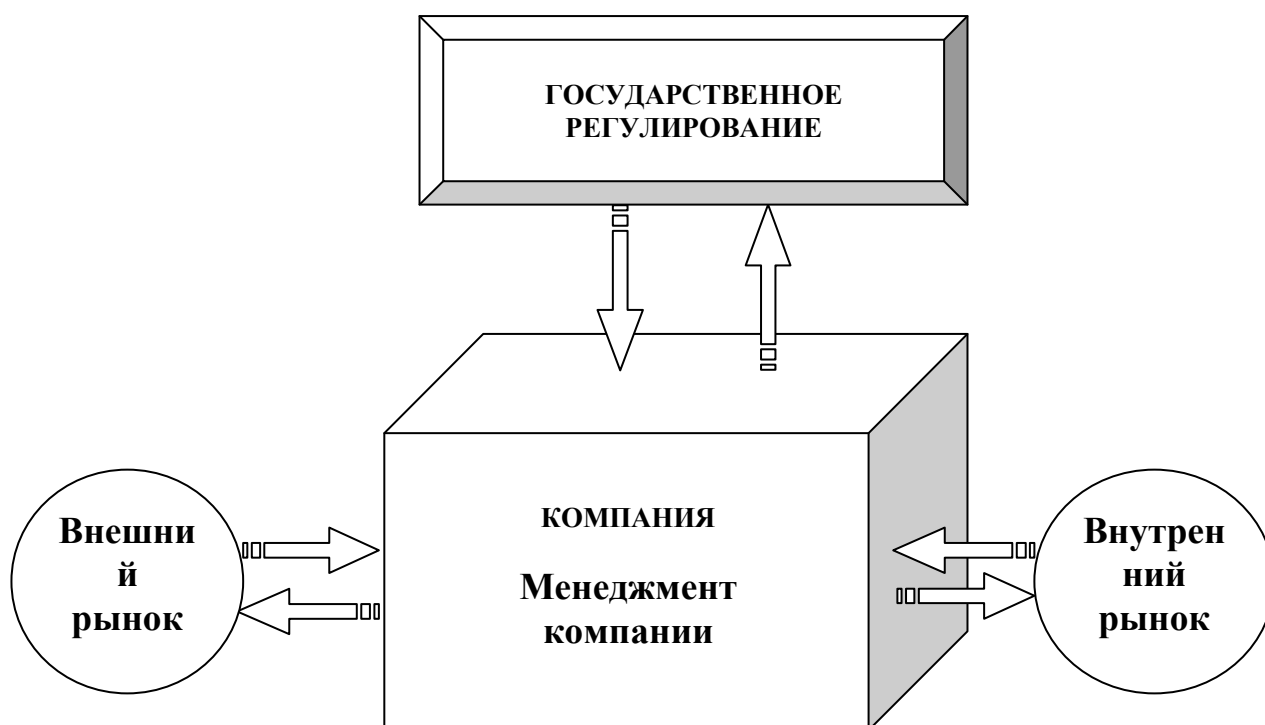 ГОСУДАРСТВЕННОЕ
РЕГУЛИРОВАНИЕ
КОМПАНИЯ
Менеджмент
компании
Внешни
й
рынок
Внутрен
ний
рынок